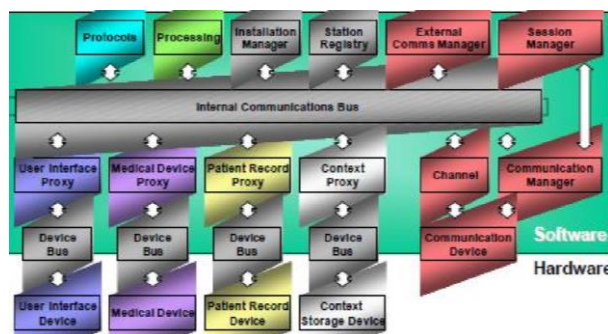 Protocols
Processing
Installation
Manager
Station
Registry
External
Comms Manager
Session
Manager
Internal Communications Bus
User Interface
Proxy
Medical Device
Proxy
Patient Record
Proxy
Context
Proxy
Channel
Communication
Manager
Device
Bus
Device
Bus
Device
Bus
Device
Bus
Communication
Device
Software
Hardware
User Interface
Device
Medical Device
Patient Record
Device
Context
Storage Device